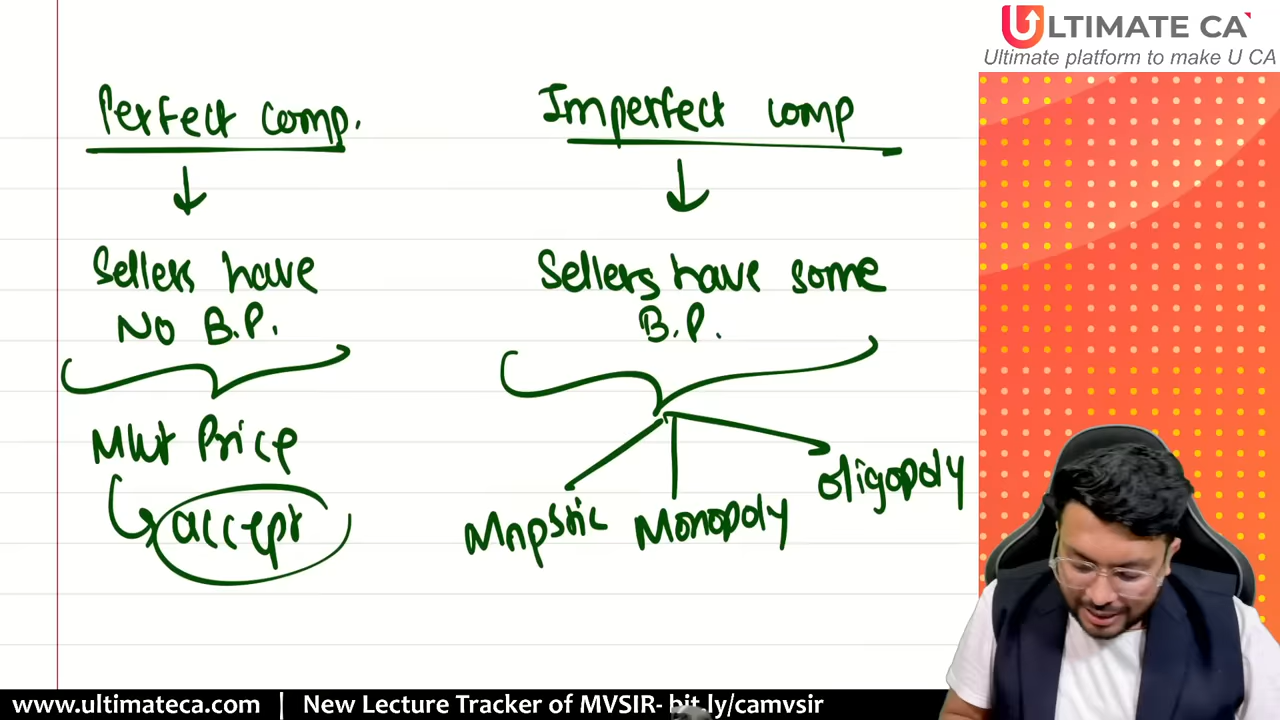 ULTIMATE CA
Ultimate platform to make U CA
Perfect comp.
Imperfect comp
Sellers have
No B.P.
Sellers have some
B.P.
Mkt Price
accept
Mnpstic
Monopoly
oligopoly
www.ultimateca.com | New Lecture Tracker of MVSIR- bit.ly/camvsir